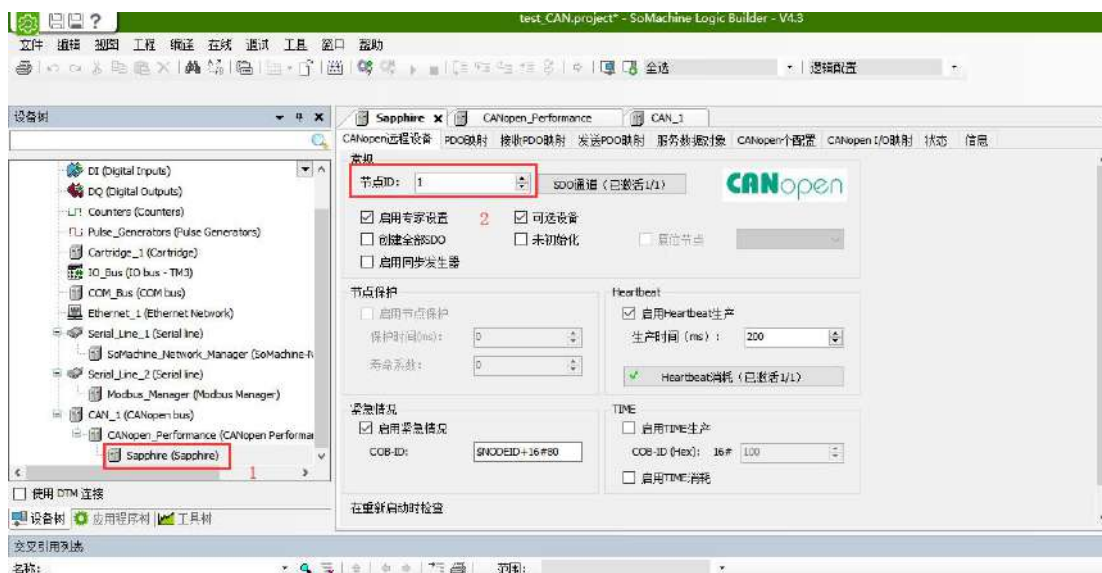 test_CAN.project* - SoMachine Logic Builder - V4.3
文件 编辑 视图 工程 编译 在线 调试 工具 窗口 帮助
全选 逻辑配置
设备树
Sapphire CANopen_Performance CAN_1
CANopen远程设备 PDO映射 接收PDO映射 发送PDO映射 服务数据对象 CANopen个配置 CANopen I/O映射 状态 信息
DI (Digital Inputs)
DQ (Digital Outputs)
Counters (Counters)
Pulse_Generators (Pulse Generators)
Cartridge_1 (Cartridge)
IO_Bus (IO bus - TM3)
COM_Bus (COM bus)
Ethernet_1 (Ethernet Network)
Serial_Line_1 (Serial line)
SoMachine_Network_Manager (SoMachine-N
Serial_Line_2 (Serial line)
Modbus_Manager (Modbus Manager)
CAN_1 (CANopen bus)
CANopen_Performance (CANopen Performan
Sapphire (Sapphire)
1
使用 DTM 连接
设备树 应用程序树 工具树
常规
节点ID: 1 SDO通道 (已激活1/1)
CANopen
启用专家设置 2 可选设备
创建全部SDO 未初始化 复位节点
启用同步发生器
节点保护
启用节点保护
保护时间(ms): 0
寿命系数: 0
Heartbeat
启用Heartbeat生产
生产时间 (ms) : 200
Heartbeat消耗 (已激活1/1)
紧急情况
启用紧急情况
COB-ID: $NODEID+16#80
TIME
启用TIME生产
COB-ID (Hex): 16# 100
启用TIME消耗
在重新启动时检查
交叉引用列表
名称: 范围: